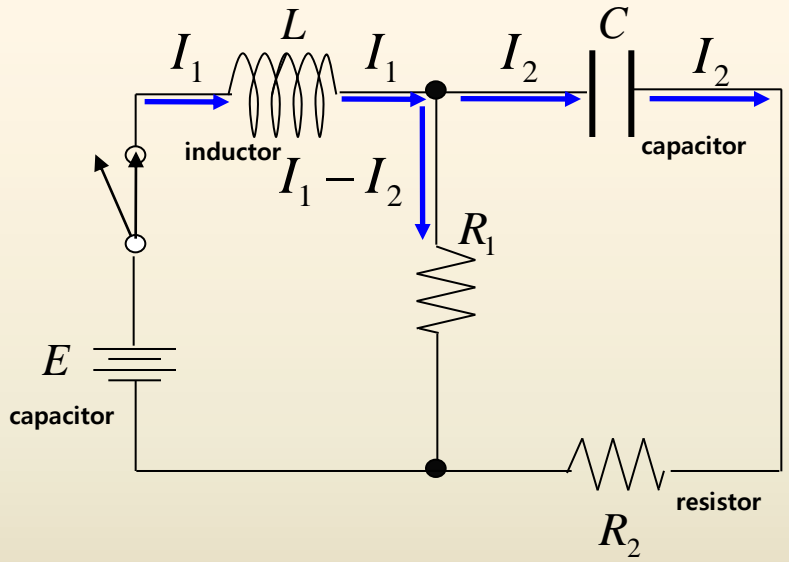 L
C
I₁
I₁
I₂
I₂
inductor
capacitor
I₁ − I₂
R₁
E
capacitor
resistor
R₂